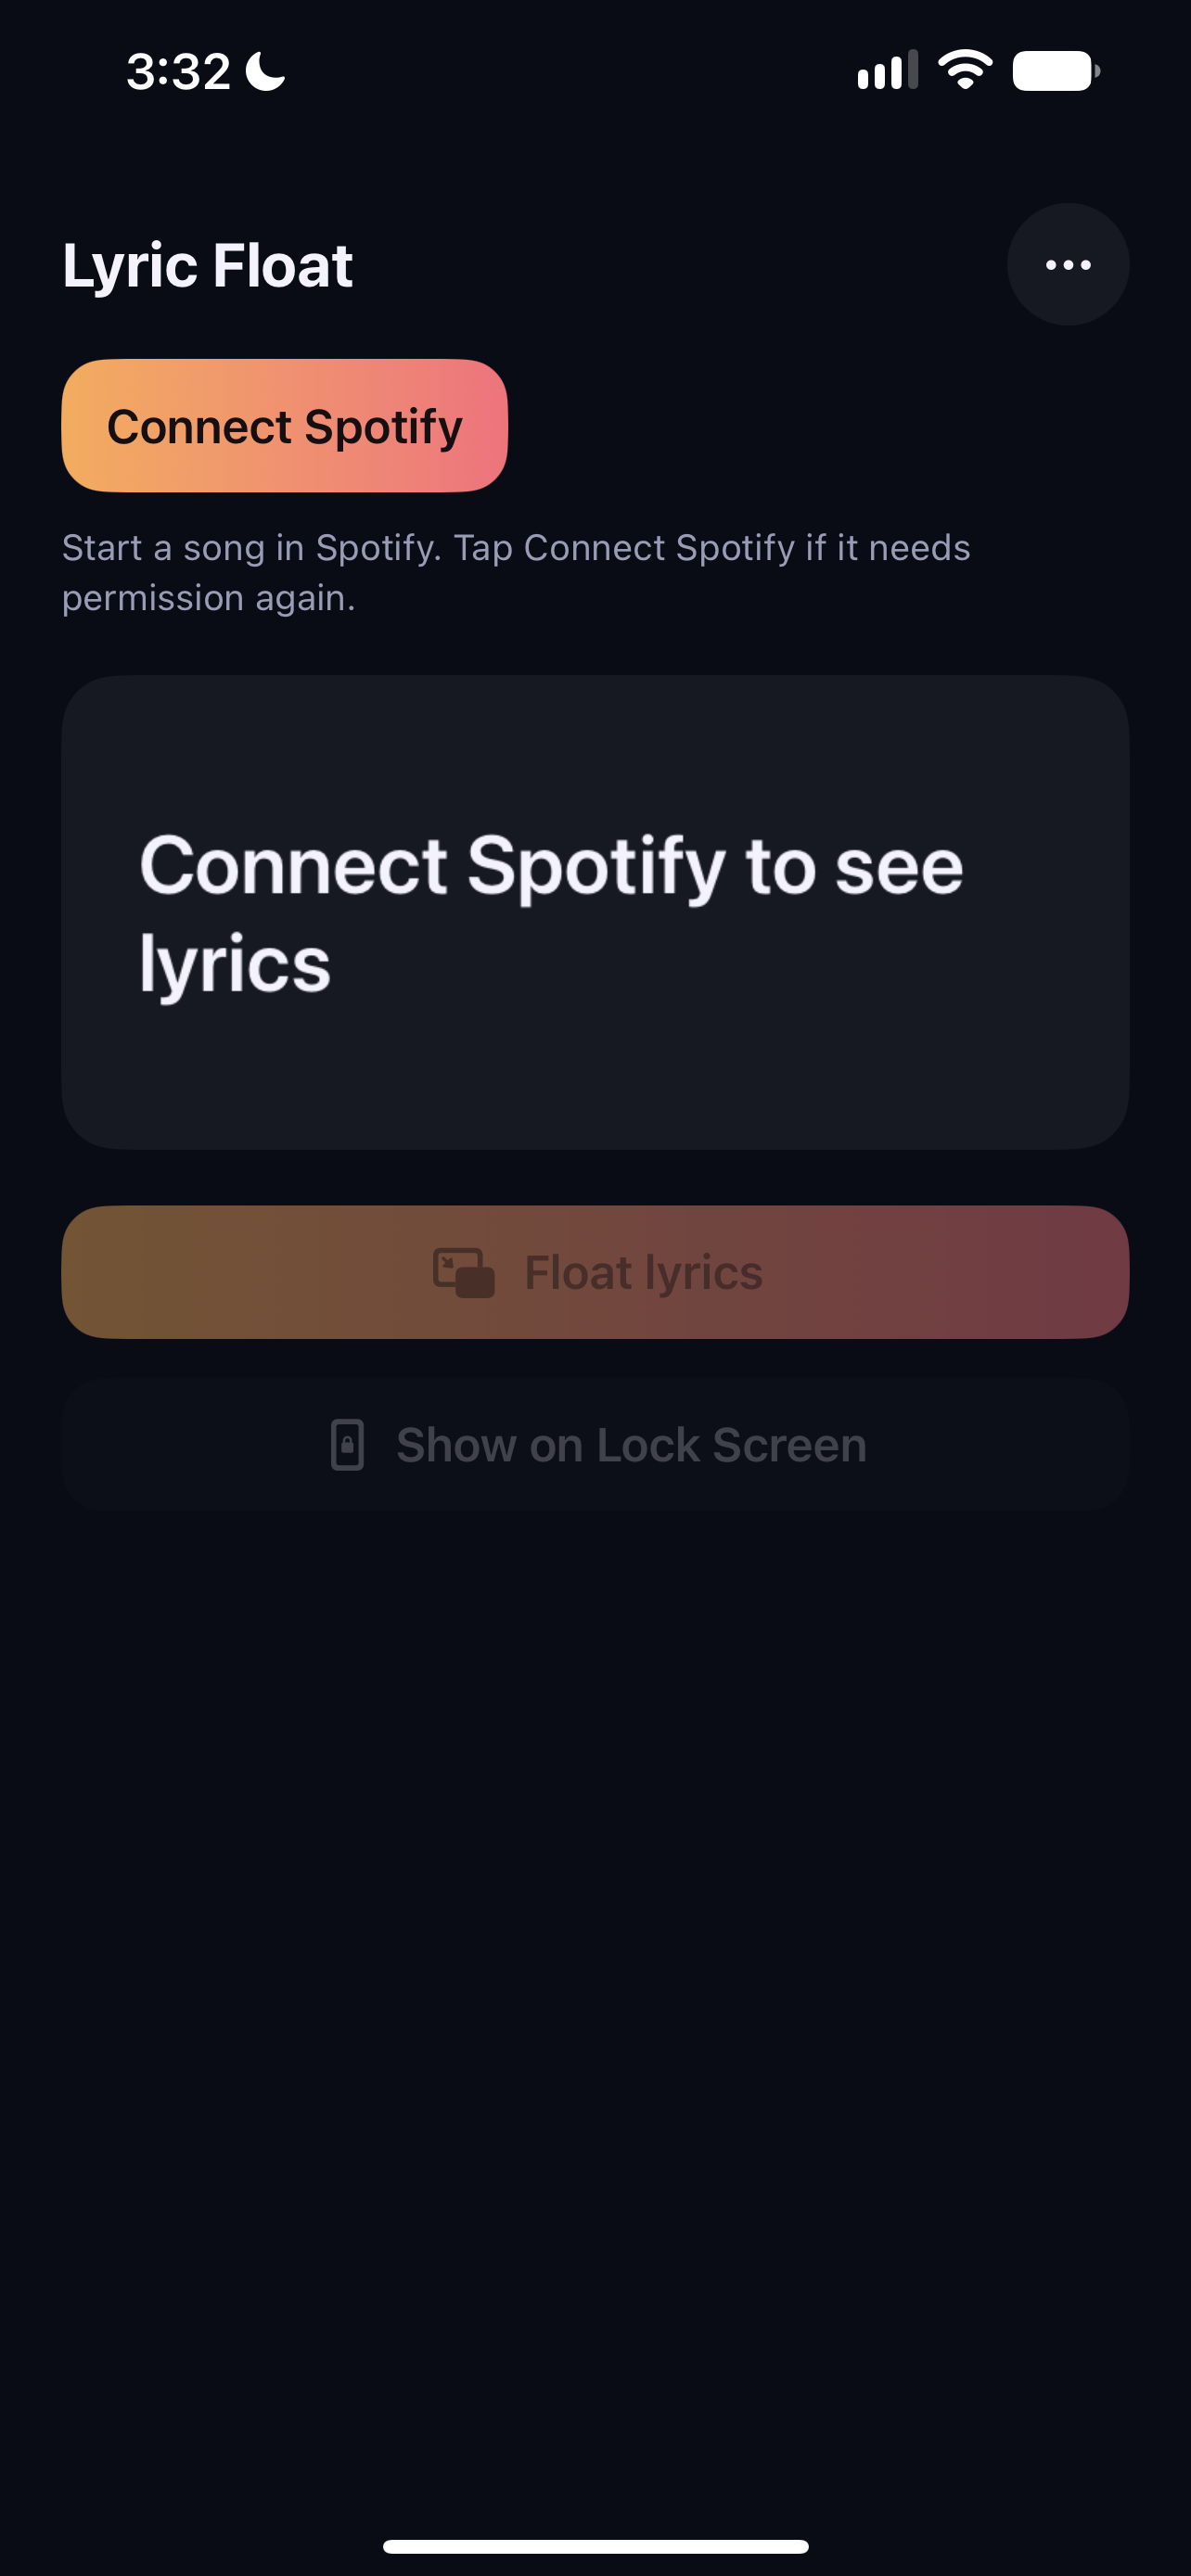 3:32
Lyric Float
Connect Spotify
Start a song in Spotify. Tap Connect Spotify if it needs
permission again.
Connect Spotify to see
lyrics
Float lyrics
Show on Lock Screen